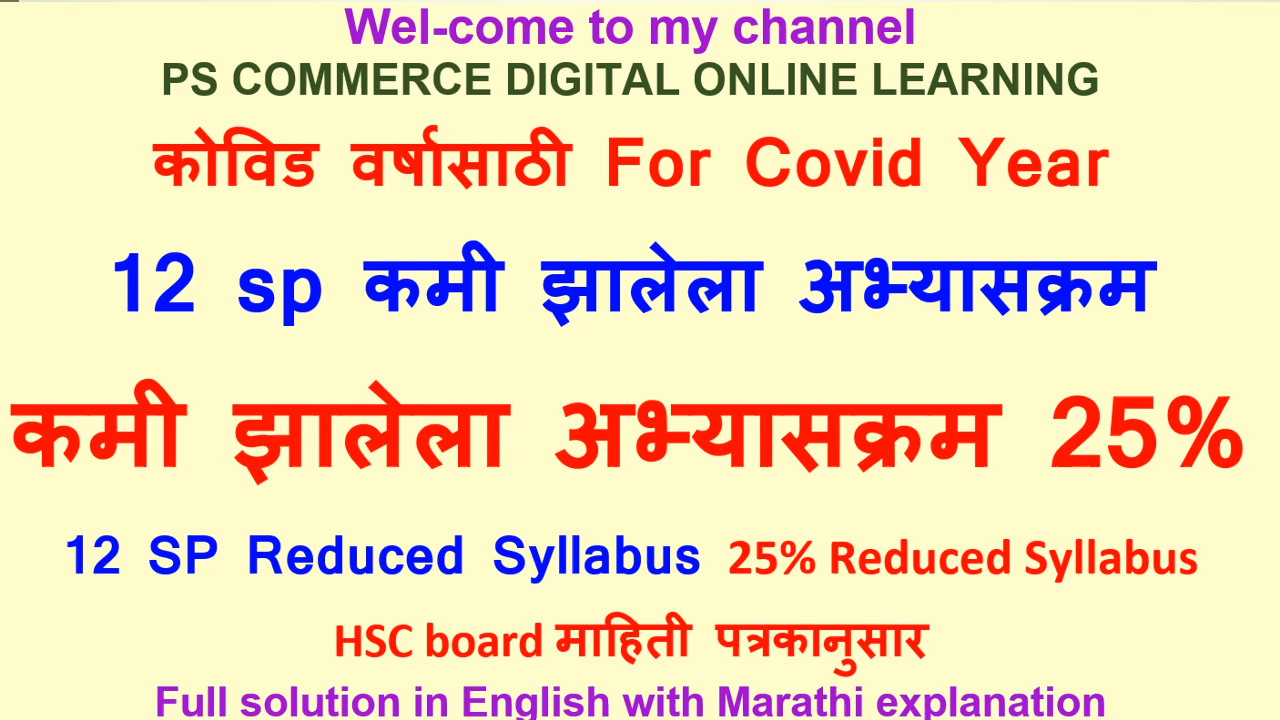 Wel-come to my channel
PS COMMERCE DIGITAL ONLINE LEARNING
कोविड वर्षासाठी For Covid Year
12 sp कमी झालेला अभ्यासक्रम
कमी झालेला अभ्यासक्रम 25%
12 SP Reduced Syllabus 25% Reduced Syllabus
HSC board माहिती पत्रकानुसार
Full solution in English with Marathi explanation